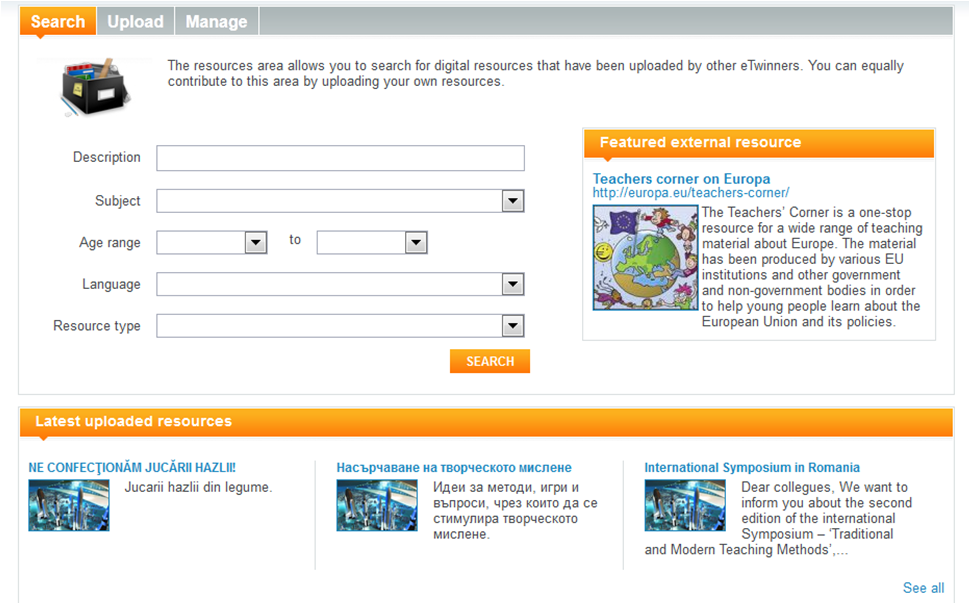 Search Upload Manage
The resources area allows you to search for digital resources that have been uploaded by other eTwinners. You can equally
contribute to this area by uploading your own resources.
Description
Subject
Age range to
Language
Resource type
SEARCH
Featured external resource
Teachers corner on Europa
http://europa.eu/teachers-corner/
The Teachers' Corner is a one-stop
resource for a wide range of teaching
material about Europe. The material
has been produced by various EU
institutions and other government
and non-government bodies in order
to help young people learn about the
European Union and its policies.
Latest uploaded resources
NE CONFECŢIONĂM JUCĂRII HAZLII!
Jucarii hazlii din legume.
Насърчаване на творческото мислене
Идеи за методи, игри и
въпроси, чрез които да се
стимулира творческото
мислене.
International Symposium in Romania
Dear collegues, We want to
inform you about the second
edition of the international
Symposium – ‘Traditional
and Modern Teaching Methods’,...
See all